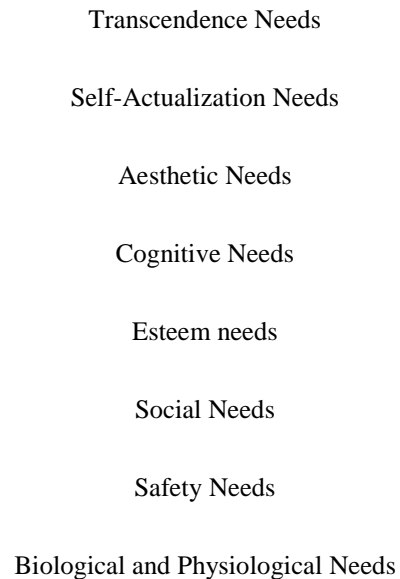 Transcendence Needs
Self-Actualization Needs
Aesthetic Needs
Cognitive Needs
Esteem needs
Social Needs
Safety Needs
Biological and Physiological Needs